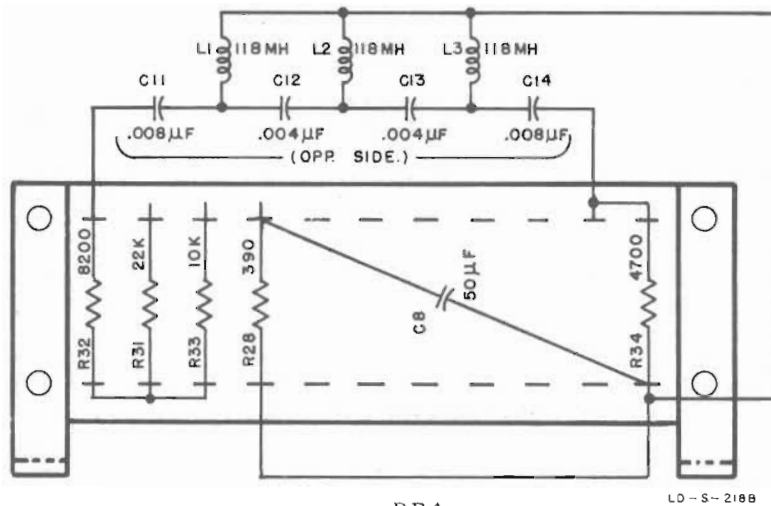 L1 118MH L2 118MH L3 118MH
C11 C12 C13 C14
.008µF .004µF .004µF .008µF
(OPP. SIDE.)
8200 22K 10K 390 50µF 4700
R32 R31 R33 R28 C8 R34
LD-S-218B